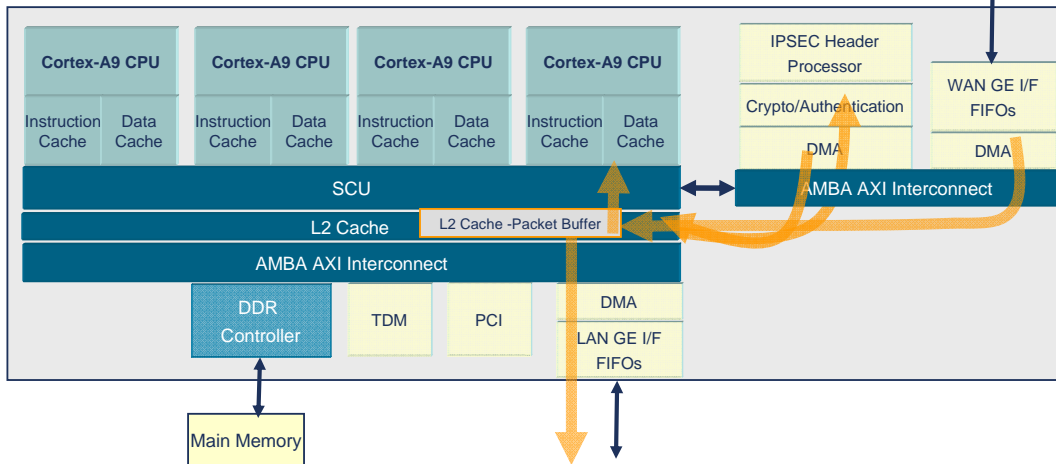 Cortex-A9 CPU
Cortex-A9 CPU
Cortex-A9 CPU
Cortex-A9 CPU
Instruction
Cache
Data
Cache
Instruction
Cache
Data
Cache
Instruction
Cache
Data
Cache
Instruction
Cache
Data
Cache
IPSEC Header
Processor
Crypto/Authentication
DMA
WAN GE I/F
FIFOs
DMA
SCU
AMBA AXI Interconnect
L2 Cache
L2 Cache -Packet Buffer
AMBA AXI Interconnect
DDR
Controller
TDM
PCI
DMA
LAN GE I/F
FIFOs
Main Memory